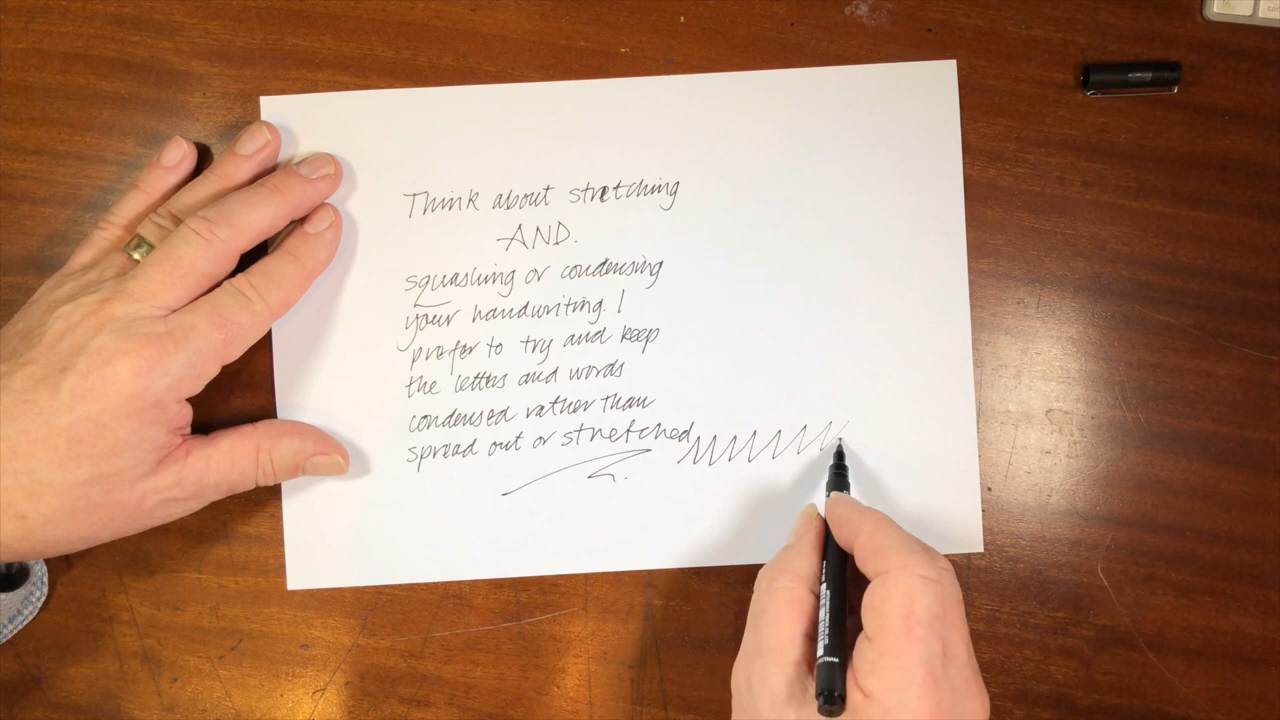 Think about stretching
AND.
squashing or condensing
your handwriting. I
prefer to try and keep
the letters and words
condensed rather than
spread out or stretched